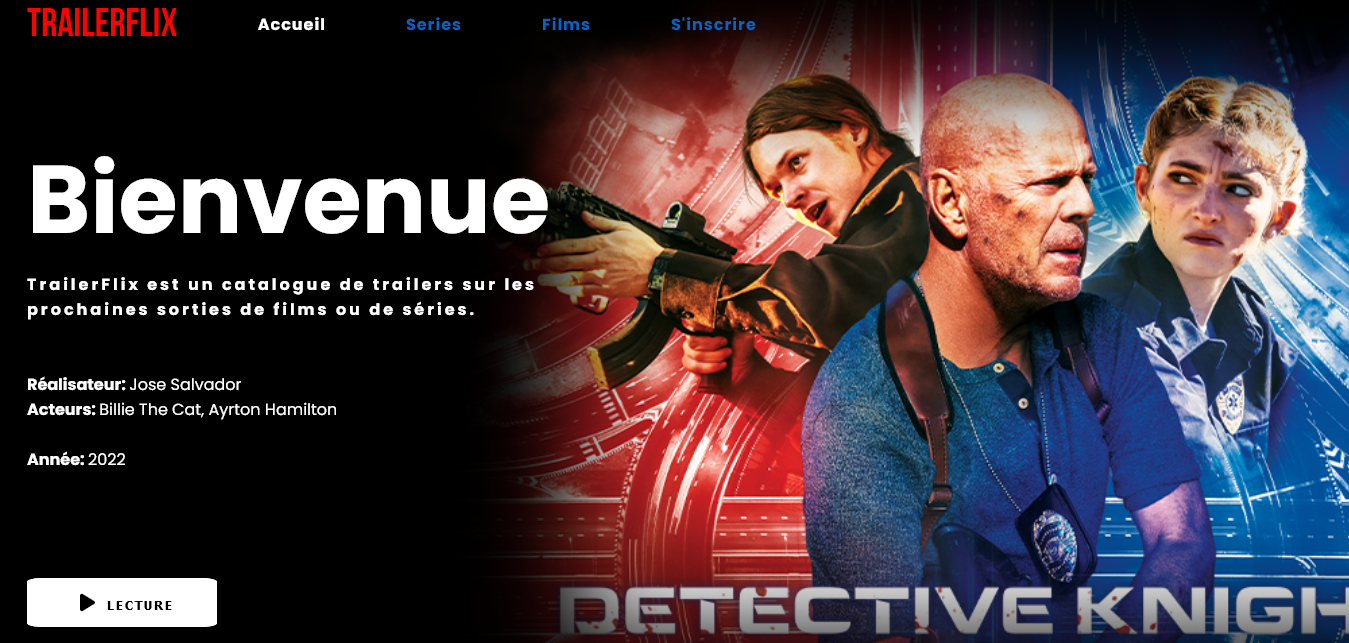 TRAILERFLIX
Accueil Series Films S'inscrire
Bienvenue
TrailerFlix est un catalogue de trailers sur les
prochaines sorties de films ou de séries.
Réalisateur: Jose Salvador
Acteurs: Billie The Cat, Ayrton Hamilton
Année: 2022
LECTURE
DETECTIVE KNIGH